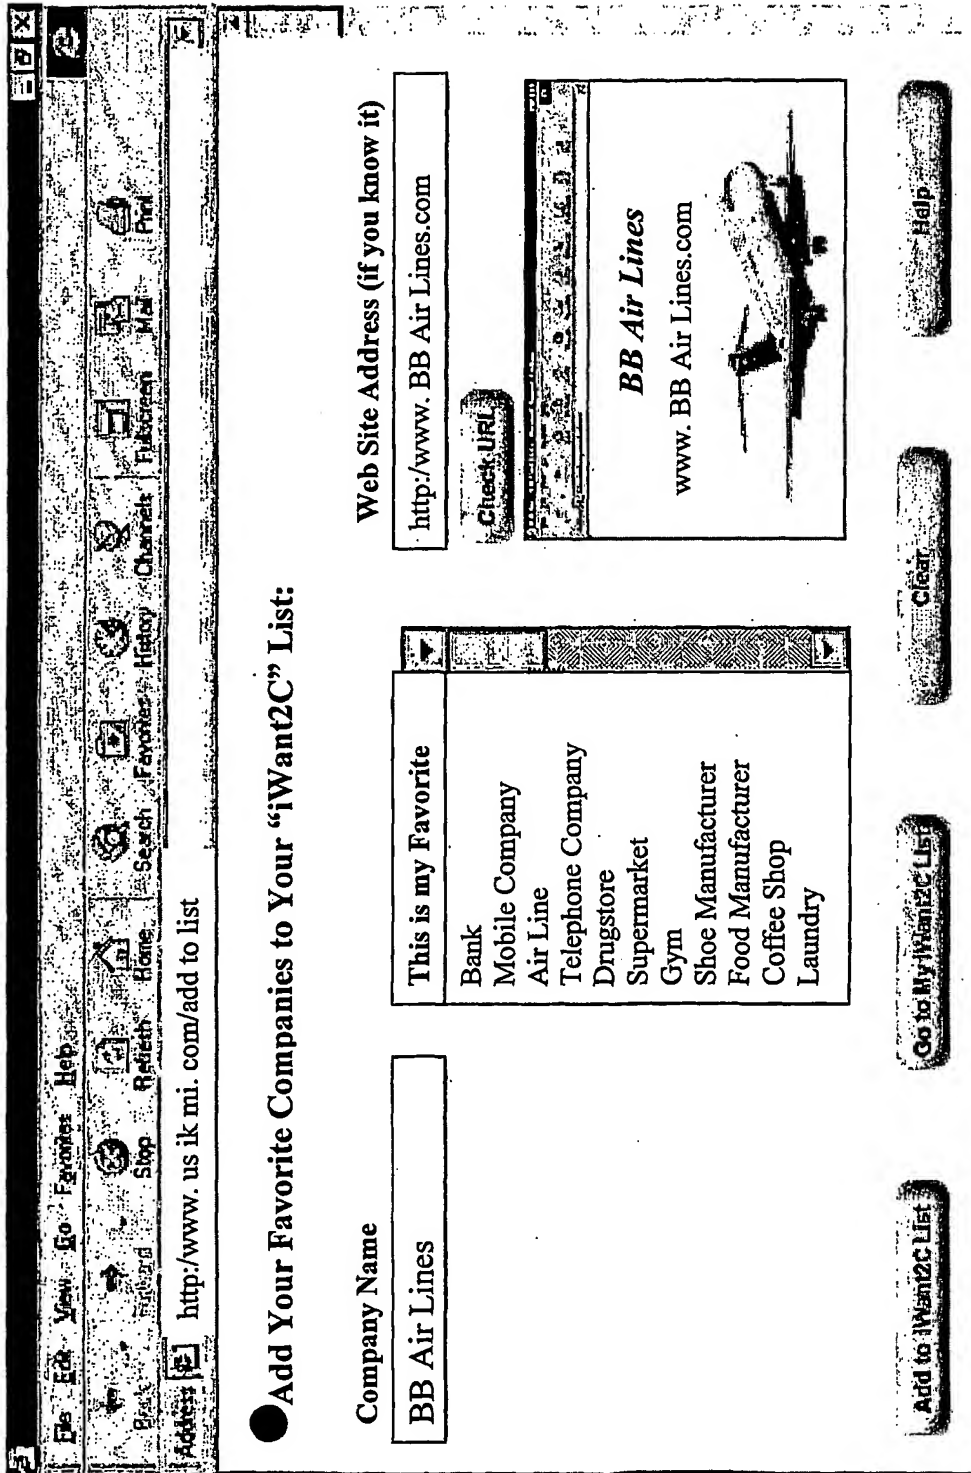 File Edit View Go Favorites Help
Back Forward Stop Refresh Home Search Favorites History Channels Fullscreen Mail Print
Address http:/www. us ik mi. com/add to list
Add Your Favorite Companies to Your “iWant2C” List:
Company Name
BB Air Lines
This is my Favorite
Bank
Mobile Company
Air Line
Telephone Company
Drugstore
Supermarket
Gym
Shoe Manufacturer
Food Manufacturer
Coffee Shop
Laundry
Web Site Address (if you know it)
http:/www. BB Air Lines.com
Check URL
BB Air Lines
www. BB Air Lines.com
Add to iWant2C List
Go to My iWant2C List
Clear
Help